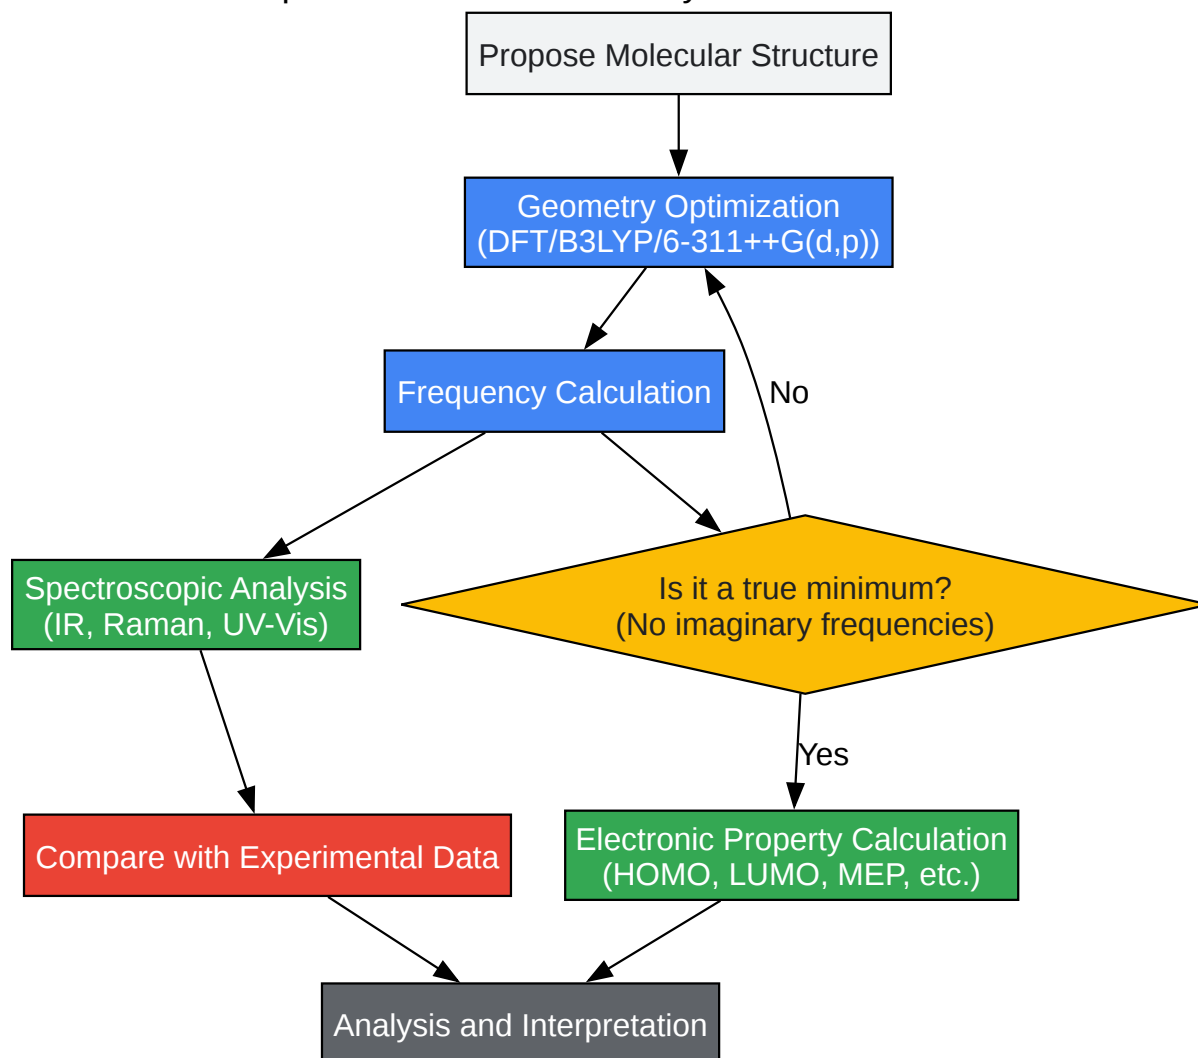 Propose Molecular Structure
Geometry Optimization
(DFT/B3LYP/6-311++G(d,p))
Frequency Calculation
No
Spectroscopic Analysis
(IR, Raman, UV-Vis)
Is it a true minimum?
(No imaginary frequencies)
Yes
Compare with Experimental Data
Electronic Property Calculation
(HOMO, LUMO, MEP, etc.)
Analysis and Interpretation